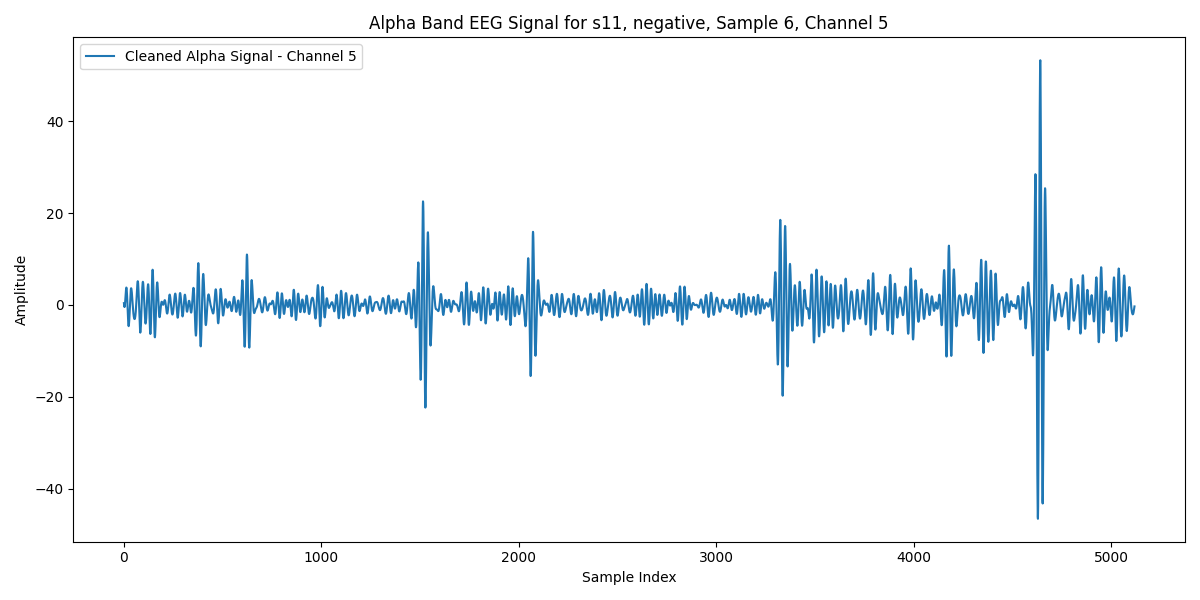 Alpha Band EEG Signal for s11, negative, Sample 6, Channel 5
Cleaned Alpha Signal - Channel 5
Amplitude
40
20
0
−20
−40
0 1000 2000 3000 4000 5000
Sample Index